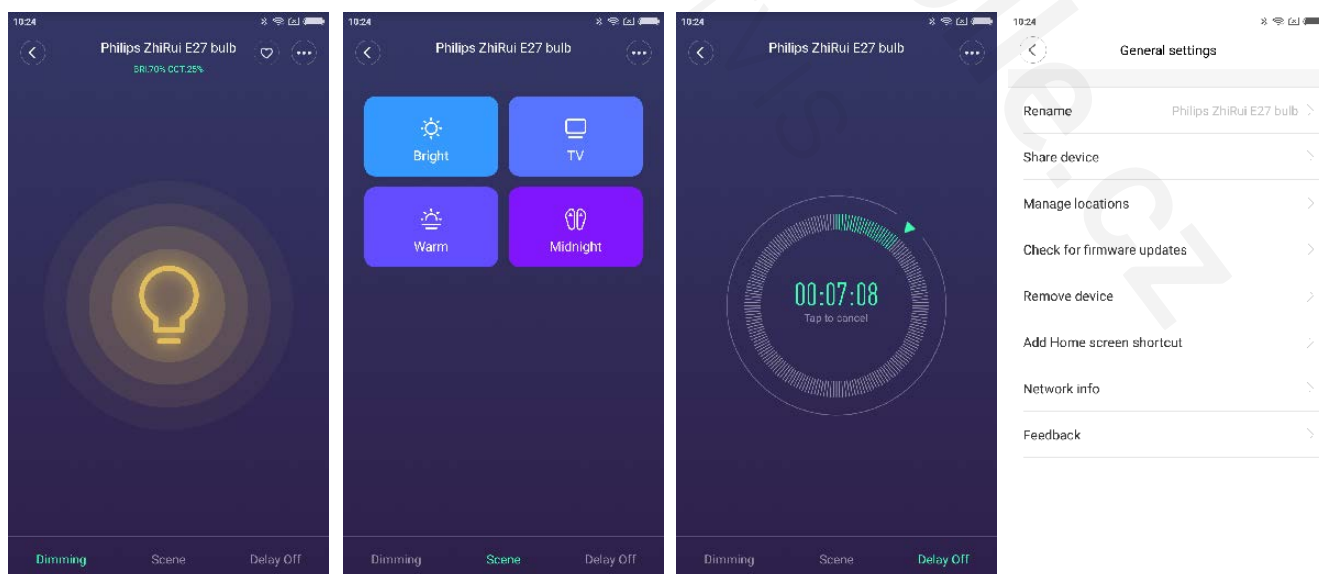 10:24
Philips ZhiRui E27 bulb
BRI:70% CCT:25%
Dimming
Scene
Delay Off
10:24
Philips ZhiRui E27 bulb
Bright
TV
Warm
Midnight
Dimming
Scene
Delay Off
10:24
Philips ZhiRui E27 bulb
00:07:08
Tap to cancel
Dimming
Scene
Delay Off
10:24
General settings
Rename
Philips ZhiRui E27 bulb
Share device
Manage locations
Check for firmware updates
Remove device
Add Home screen shortcut
Network info
Feedback